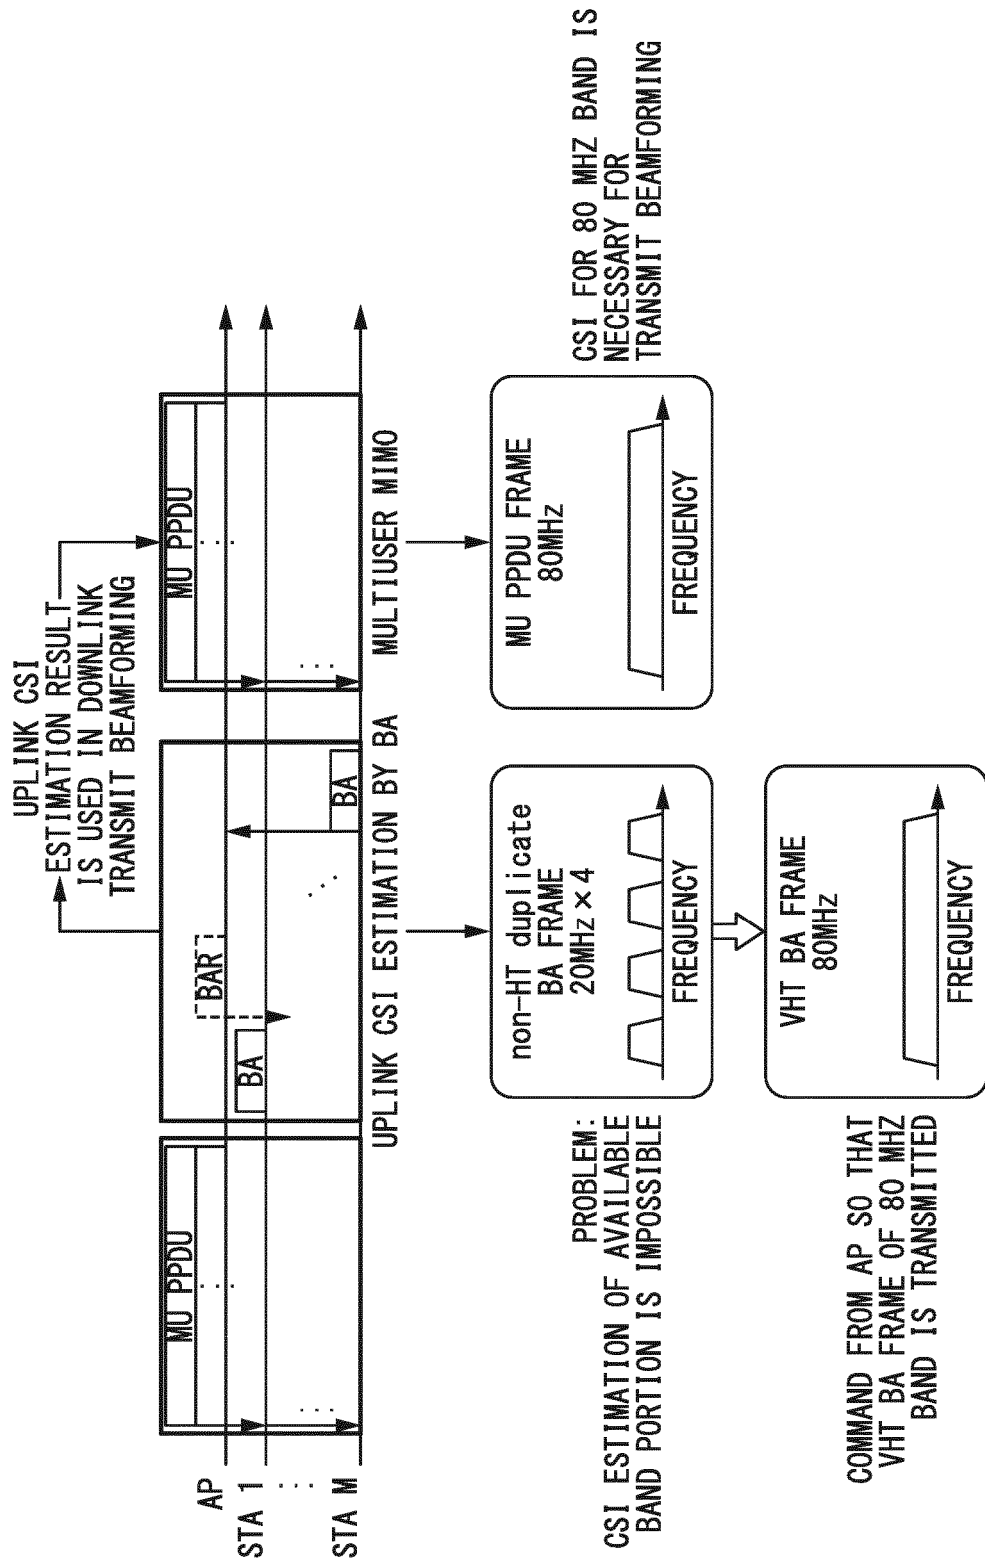 UPLINK CSI
ESTIMATION RESULT
IS USED IN DOWNLINK
TRANSMIT BEAMFORMING
AP
STA 1
STA M
MU PPDU
BA
BAR
BA
MU PPDU
UPLINK CSI ESTIMATION BY BA
MULTIUSER MIMO
PROBLEM:
CSI ESTIMATION OF AVAILABLE
BAND PORTION IS IMPOSSIBLE
non-HT duplicate
BA FRAME
20MHz×4
FREQUENCY
MU PPDU FRAME
80MHz
FREQUENCY
CSI FOR 80 MHZ BAND IS
NECESSARY FOR
TRANSMIT BEAMFORMING
COMMAND FROM AP SO THAT
VHT BA FRAME OF 80 MHZ
BAND IS TRANSMITTED
VHT BA FRAME
80MHz
FREQUENCY